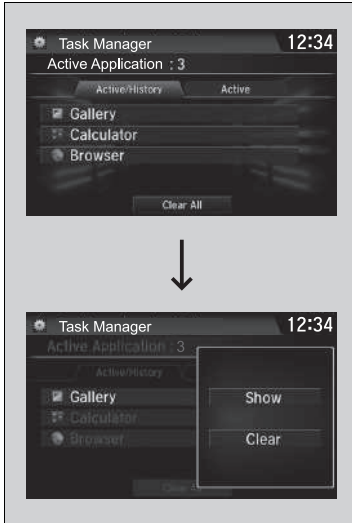 Task Manager 12:34
Active Application : 3
Active/History Active
Gallery
Calculator
Browser
Clear All
Task Manager 12:34
Active Application : 3
Active/History
Gallery Show
Calculator
Browser Clear
Clear All